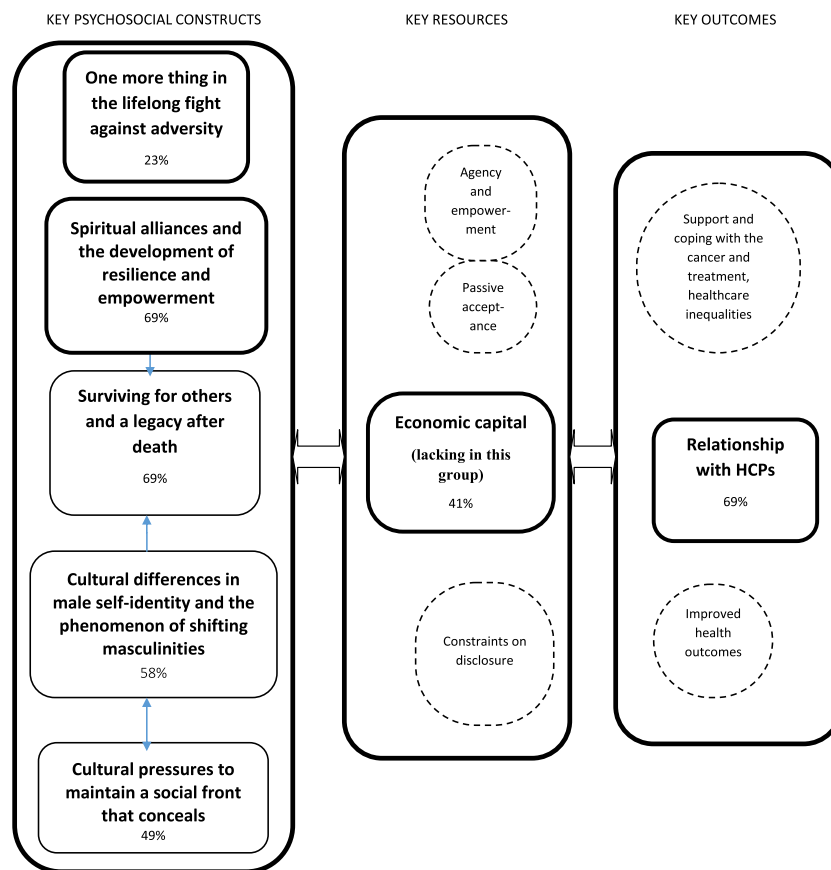 KEY PSYCHOSOCIAL CONSTRUCTS
One more thing in
the lifelong fight
against adversity
23%
Spiritual alliances and
the development of
resilience and
empowerment
69%
Surviving for others
and a legacy after
death
69%
Cultural differences in
male self-identity and the
phenomenon of shifting
masculinities
58%
Cultural pressures to
maintain a social front
that conceals
49%
KEY RESOURCES
Agency
and
empower-
ment
Passive
accept-
ance
Economic capital
(lacking in this
group)
41%
Constraints on
disclosure
KEY OUTCOMES
Support and
coping with the
cancer and
treatment,
healthcare
inequalities
Relationship
with HCPs
69%
Improved
health
outcomes